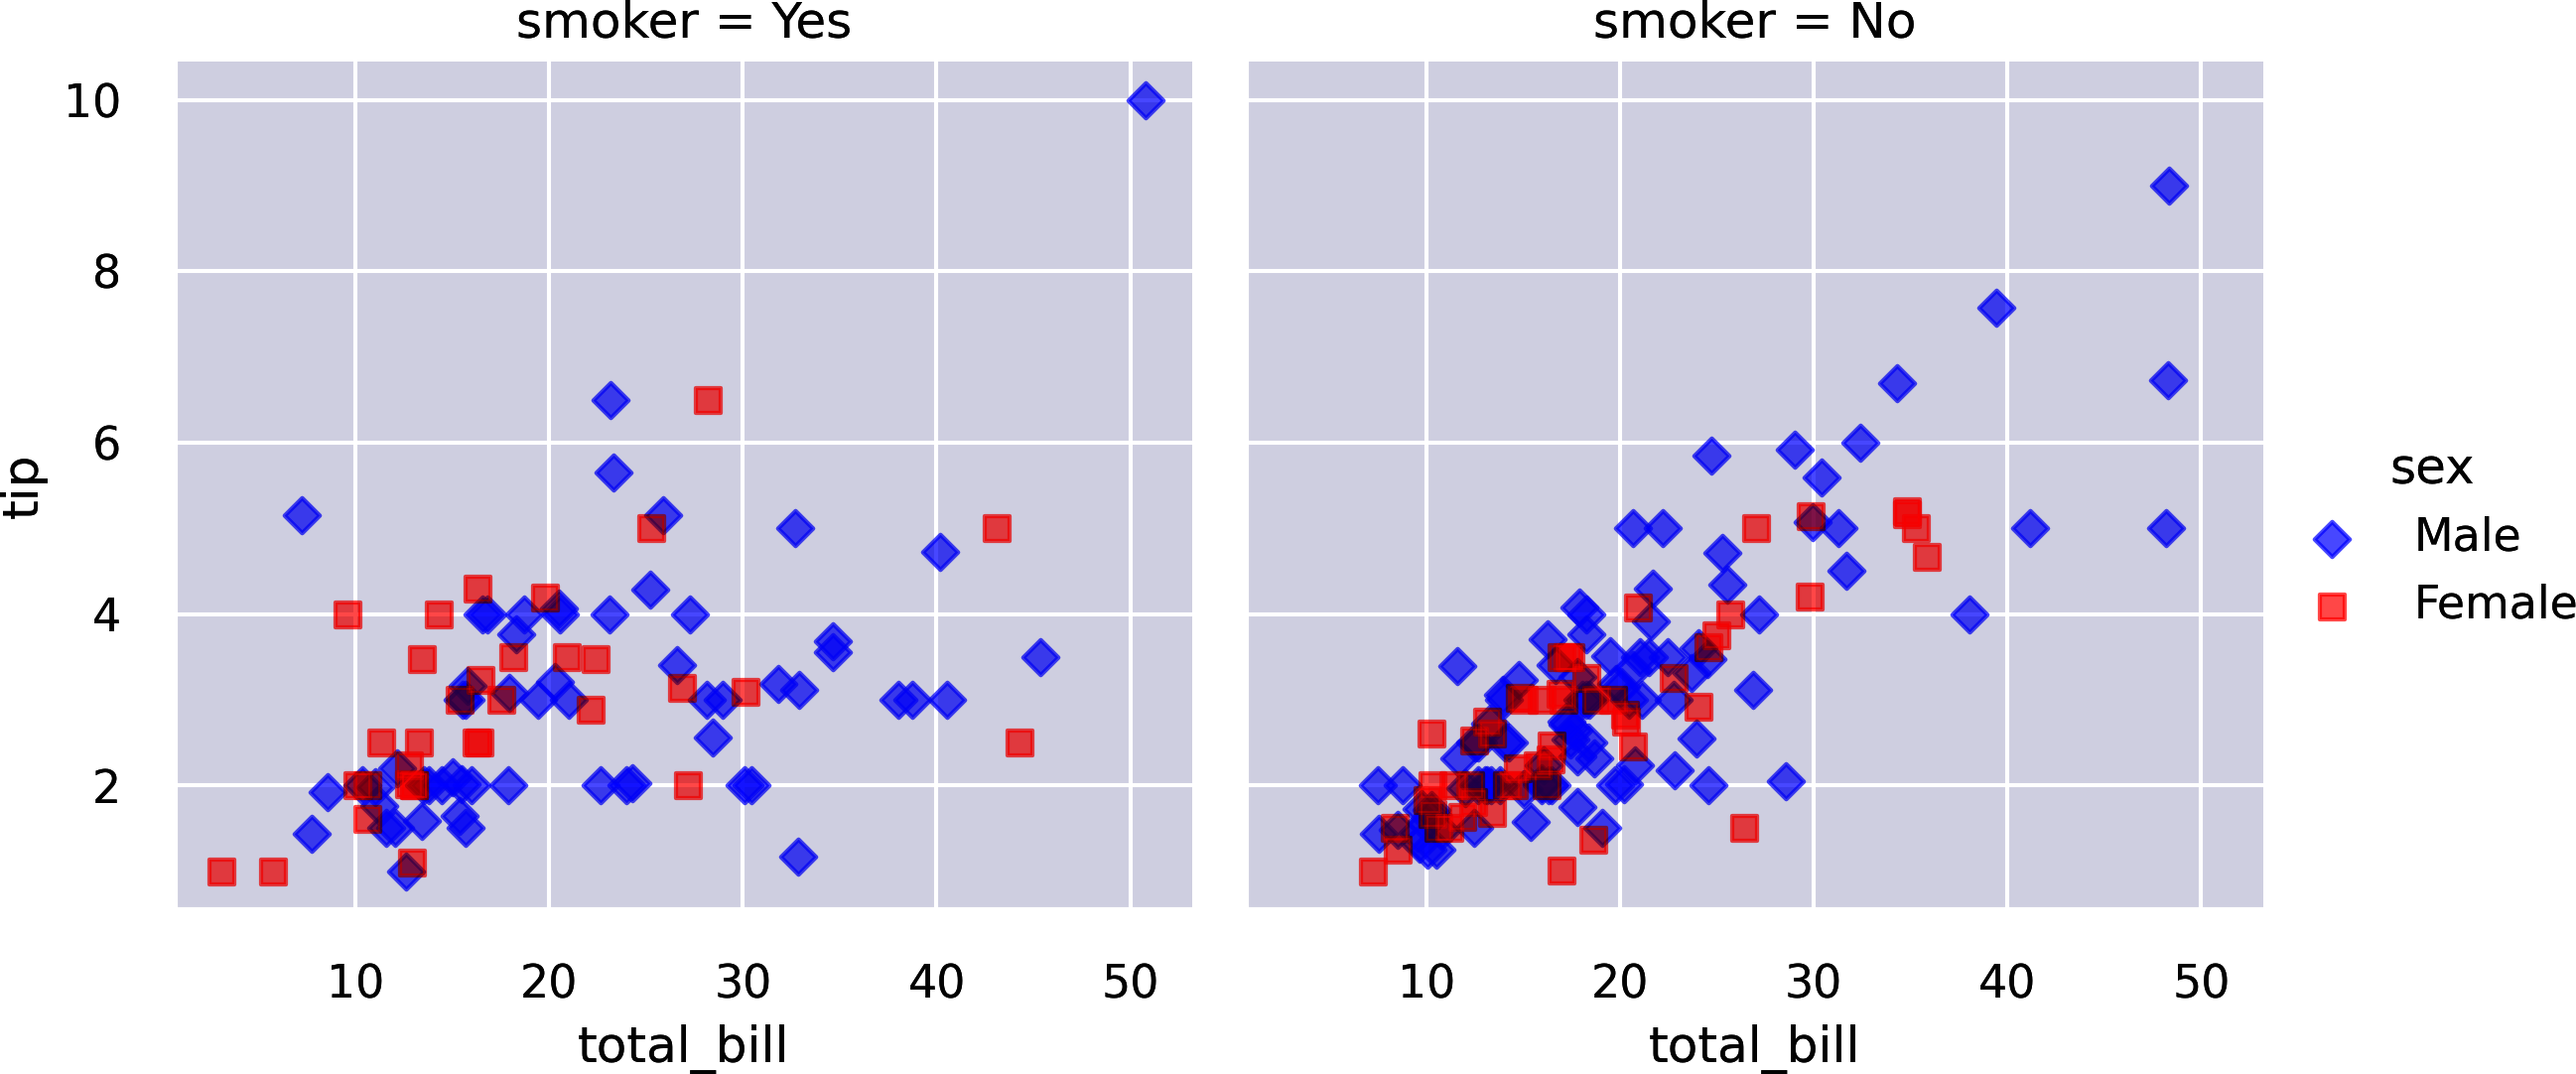 smoker = Yes
smoker = No
10
8
6
4
2
tip
10 20 30 40 50
10 20 30 40 50
total_bill
total_bill
sex
Male
Female